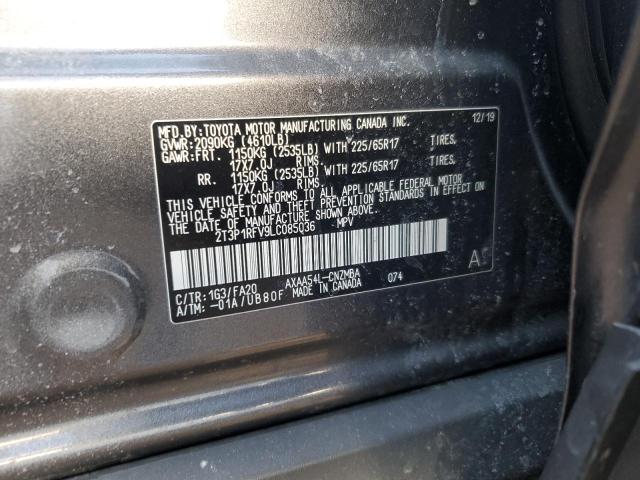 MFD.BY:TOYOTA MOTOR MANUFACTURING CANADA INC. 12/19
GVWR:2090KG (4610LB)
GAWR:FRT. 1150KG (2535LB) WITH 225/65R17 TIRES.
17X7.0J RIMS.
RR. 1150KG (2535LB) WITH 225/65R17 TIRES.
17X7.0J RIMS.
THIS VEHICLE CONFORMS TO ALL APPLICABLE FEDERAL MOTOR
VEHICLE SAFETY AND THEFT PREVENTION STANDARDS IN EFFECT ON
THE DATE OF MANUFACTURE SHOWN ABOVE.
2T3P1RFV9LC085036 MPV
A
C/TR:1G3/FA20 AXAA54L-CNZMBA 074
A/TM:-01A/UB80F MADE IN CANADA